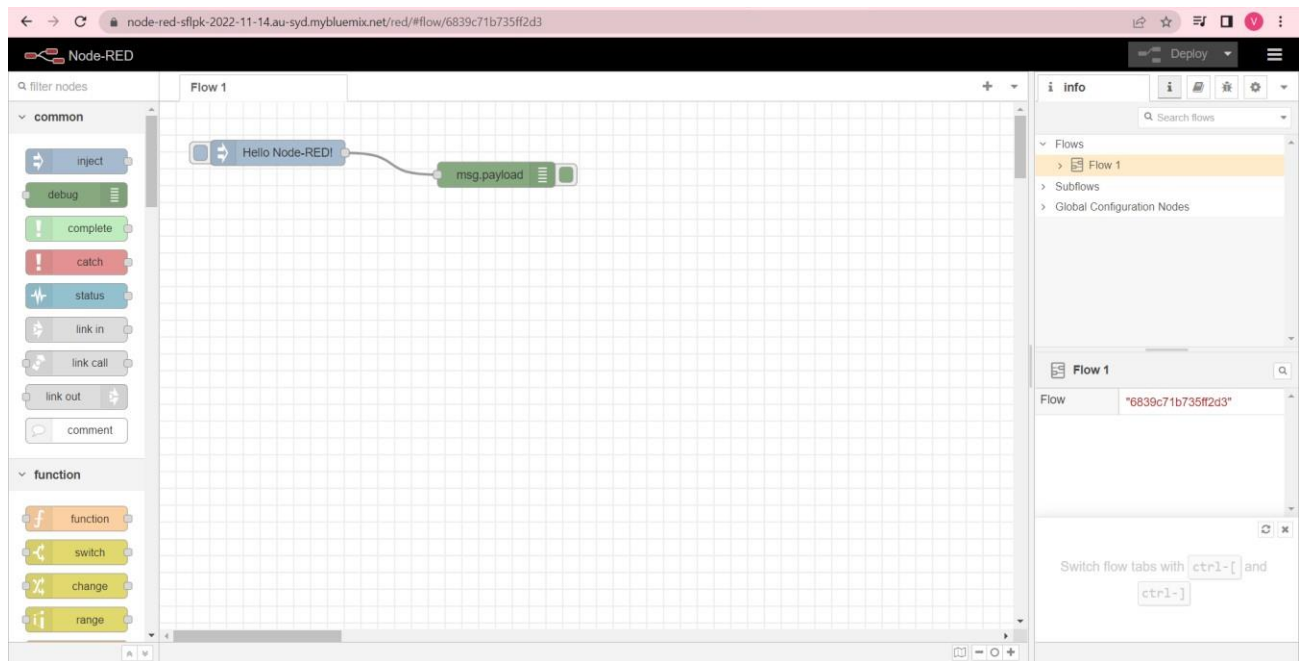 node-red-sflpk-2022-11-14.au-syd.mybluemix.net/red/#flow/6839c71b735ff2d3
V
Node-RED
Deploy
filter nodes
common
inject
debug
complete
catch
status
link in
link call
link out
comment
function
function
switch
change
range
Flow 1
Hello Node-RED!
msg.payload
i info
i
Search flows
Flows
Flow 1
Subflows
Global Configuration Nodes
Flow 1
Flow "6839c71b735ff2d3"
Switch flow tabs with ctrl-[ and
ctrl-]